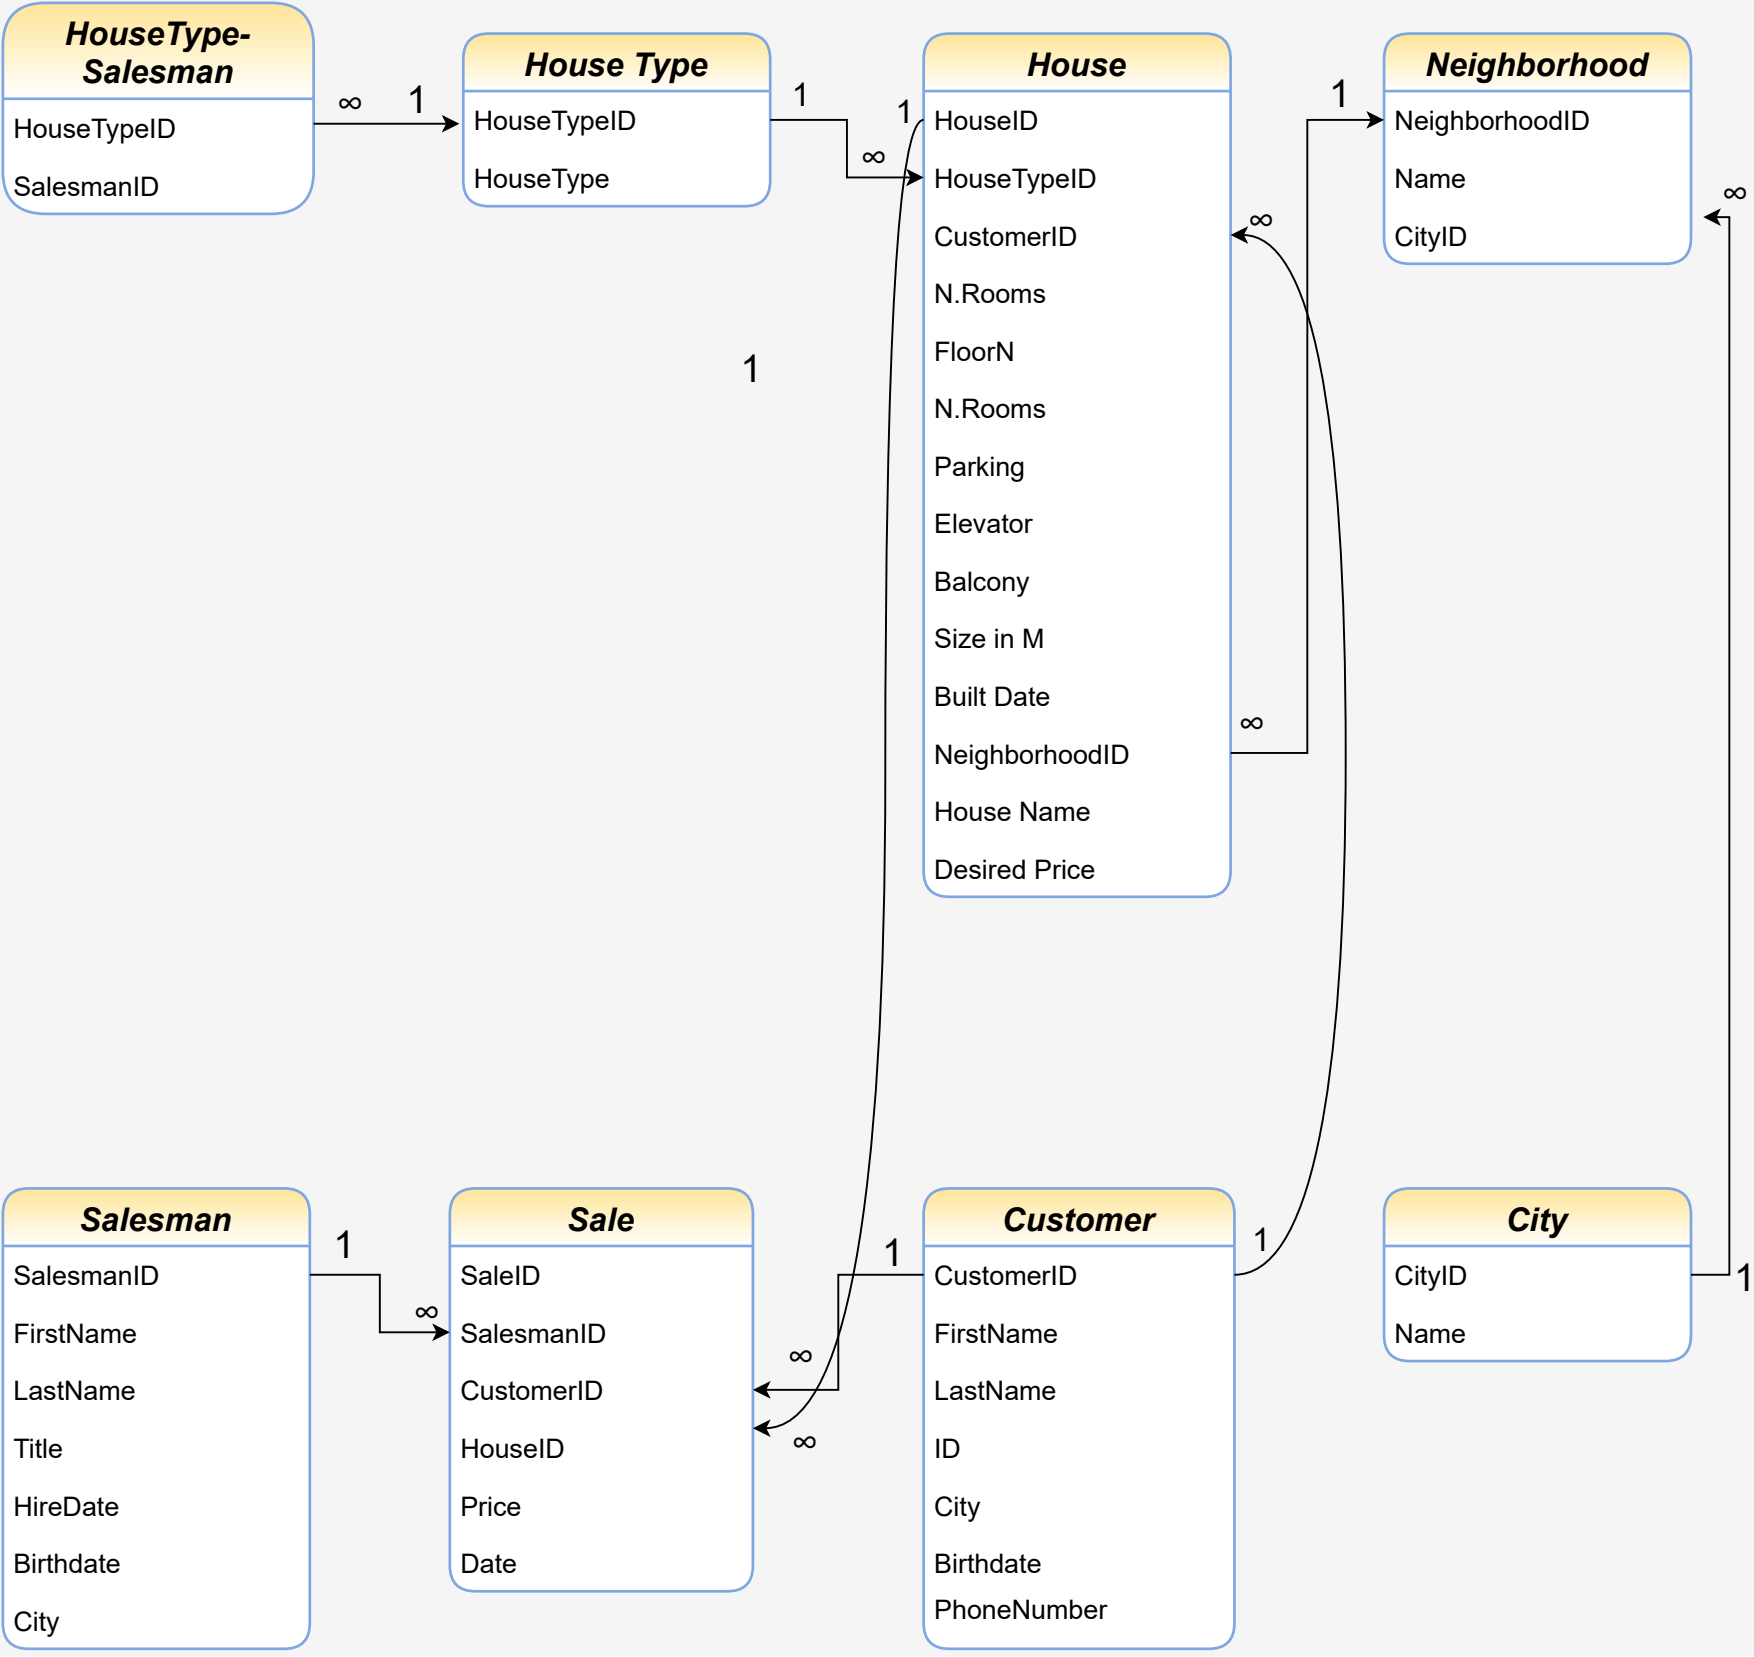 HouseType-
Salesman
HouseTypeID
SalesmanID
∞
1
House Type
HouseTypeID
HouseType
1
∞
1
House
HouseID
HouseTypeID
CustomerID
N.Rooms
FloorN
N.Rooms
Parking
Elevator
Balcony
Size in M
Built Date
NeighborhoodID
House Name
Desired Price
∞
∞
1
Neighborhood
NeighborhoodID
Name
CityID
∞
1
Salesman
SalesmanID
FirstName
LastName
Title
HireDate
Birthdate
City
1
∞
Sale
SaleID
SalesmanID
CustomerID
HouseID
Price
Date
1
∞
∞
Customer
CustomerID
FirstName
LastName
ID
City
Birthdate
PhoneNumber
1
City
CityID
Name
1